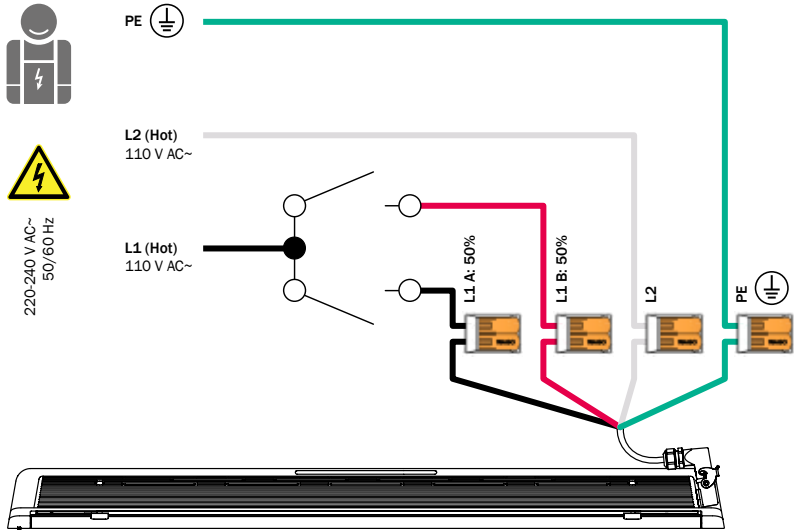 PE
L2 (Hot)
110 V AC~
L1 (Hot)
110 V AC~
220-240 V AC~
50/60 Hz
L1 A: 50%
L1 B: 50%
L2
PE